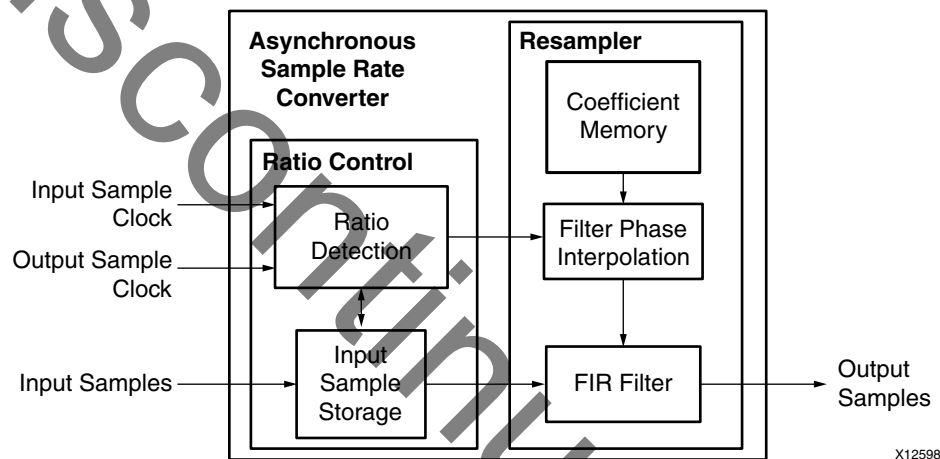 Asynchronous
Sample Rate
Converter
Resampler
Coefficient
Memory
Ratio Control
Input Sample
Clock
Ratio
Detection
Filter Phase
Interpolation
Output Sample
Clock
Input Samples
Input
Sample
Storage
FIR Filter
Output
Samples
X12598